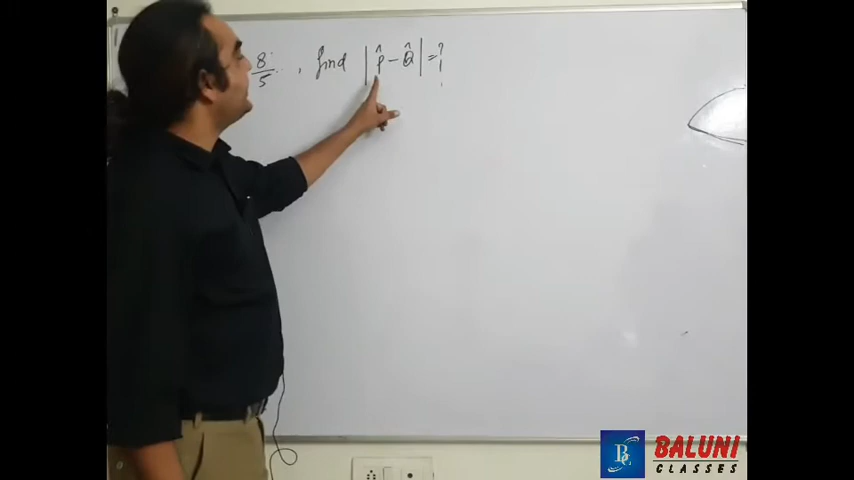 8/5 , find |P̂ - Q̂| = ?
BALUNI
CLASSES